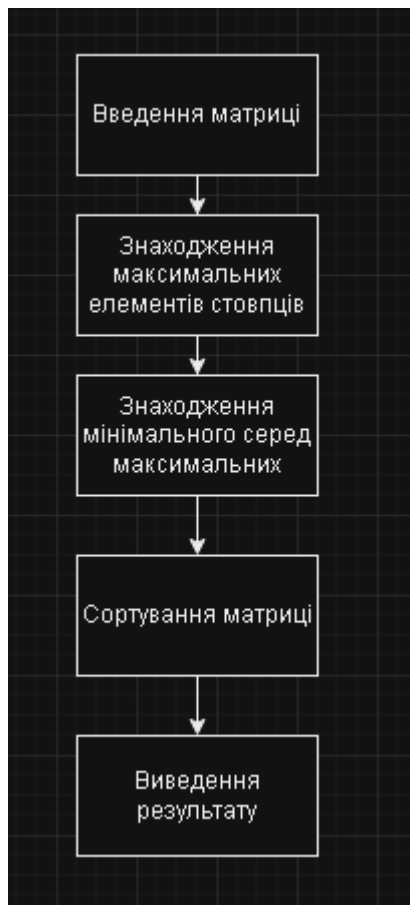 Введення матриці
Знаходження
максимальних
елементів стовпців
Знаходження
мінімального серед
максимальних
Сортування матриці
Виведення
результату